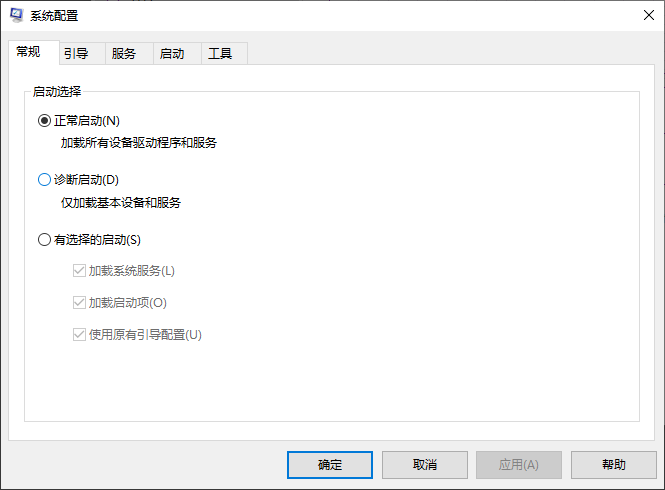 系统配置
常规 引导 服务 启动 工具
启动选择
正常启动(N)
加载所有设备驱动程序和服务
诊断启动(D)
仅加载基本设备和服务
有选择的启动(S)
加载系统服务(L)
加载启动项(O)
使用原有引导配置(U)
确定 取消 应用(A) 帮助